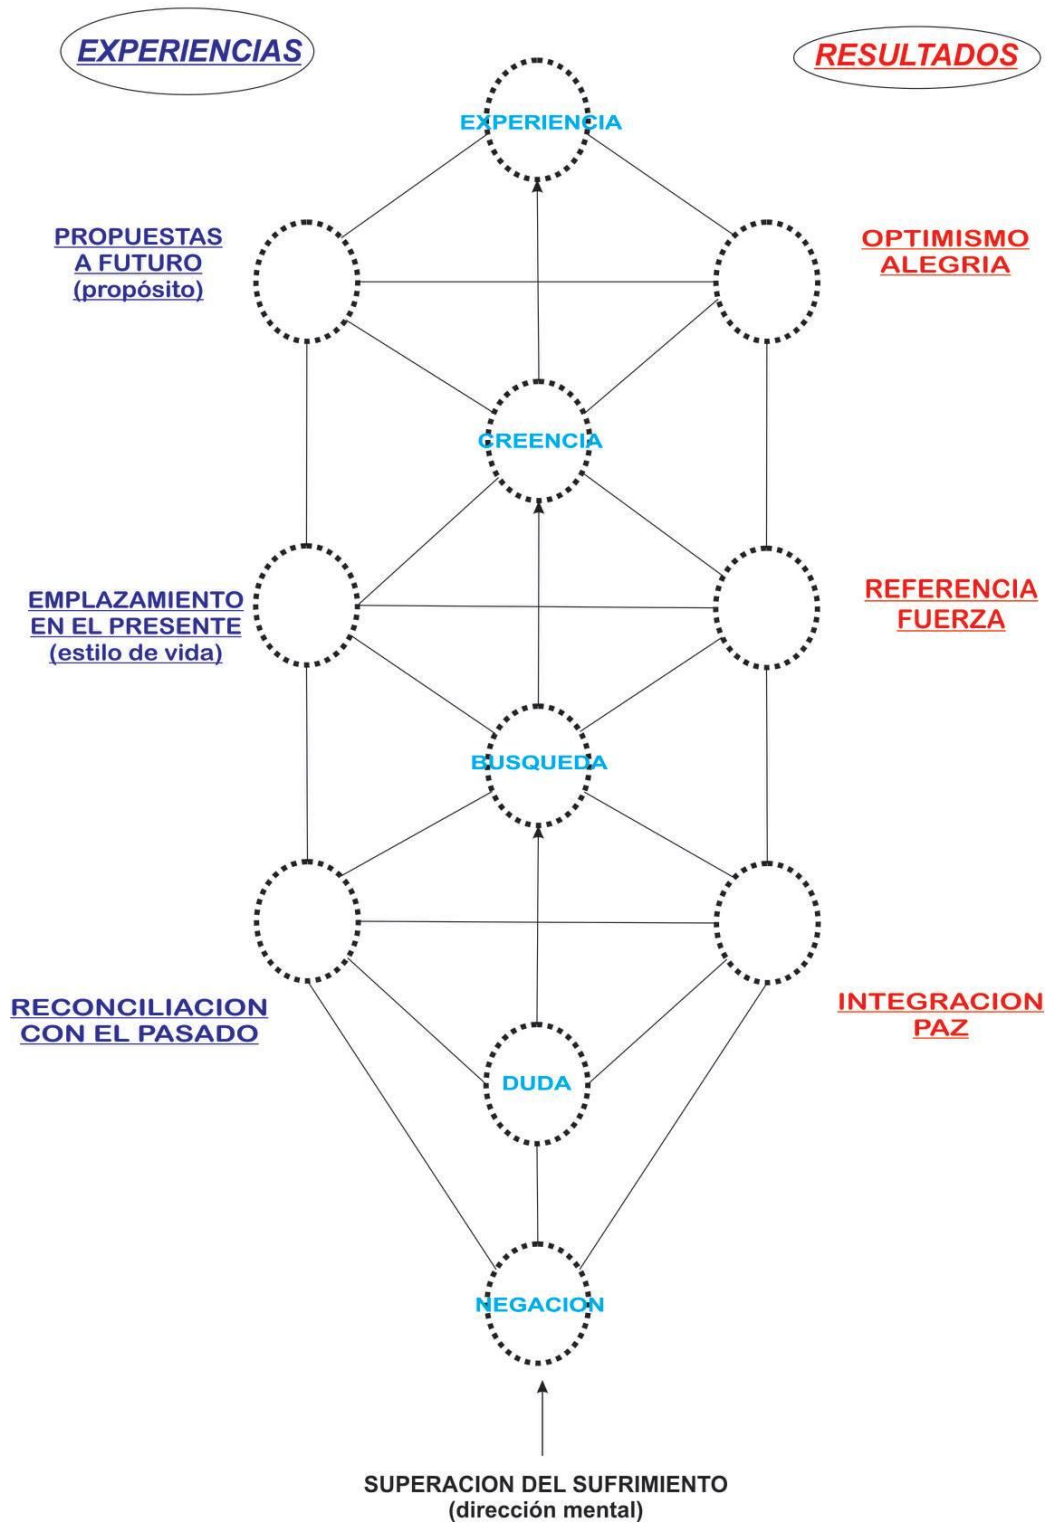 EXPERIENCIAS
RESULTADOS
EXPERIENCIA
PROPUESTAS
A FUTURO
(propósito)
OPTIMISMO
ALEGRIA
CREENCIA
EMPLAZAMIENTO
EN EL PRESENTE
(estilo de vida)
REFERENCIA
FUERZA
BUSQUEDA
RECONCILIACION
CON EL PASADO
INTEGRACION
PAZ
DUDA
NEGACION
SUPERACION DEL SUFRIMIENTO
(dirección mental)